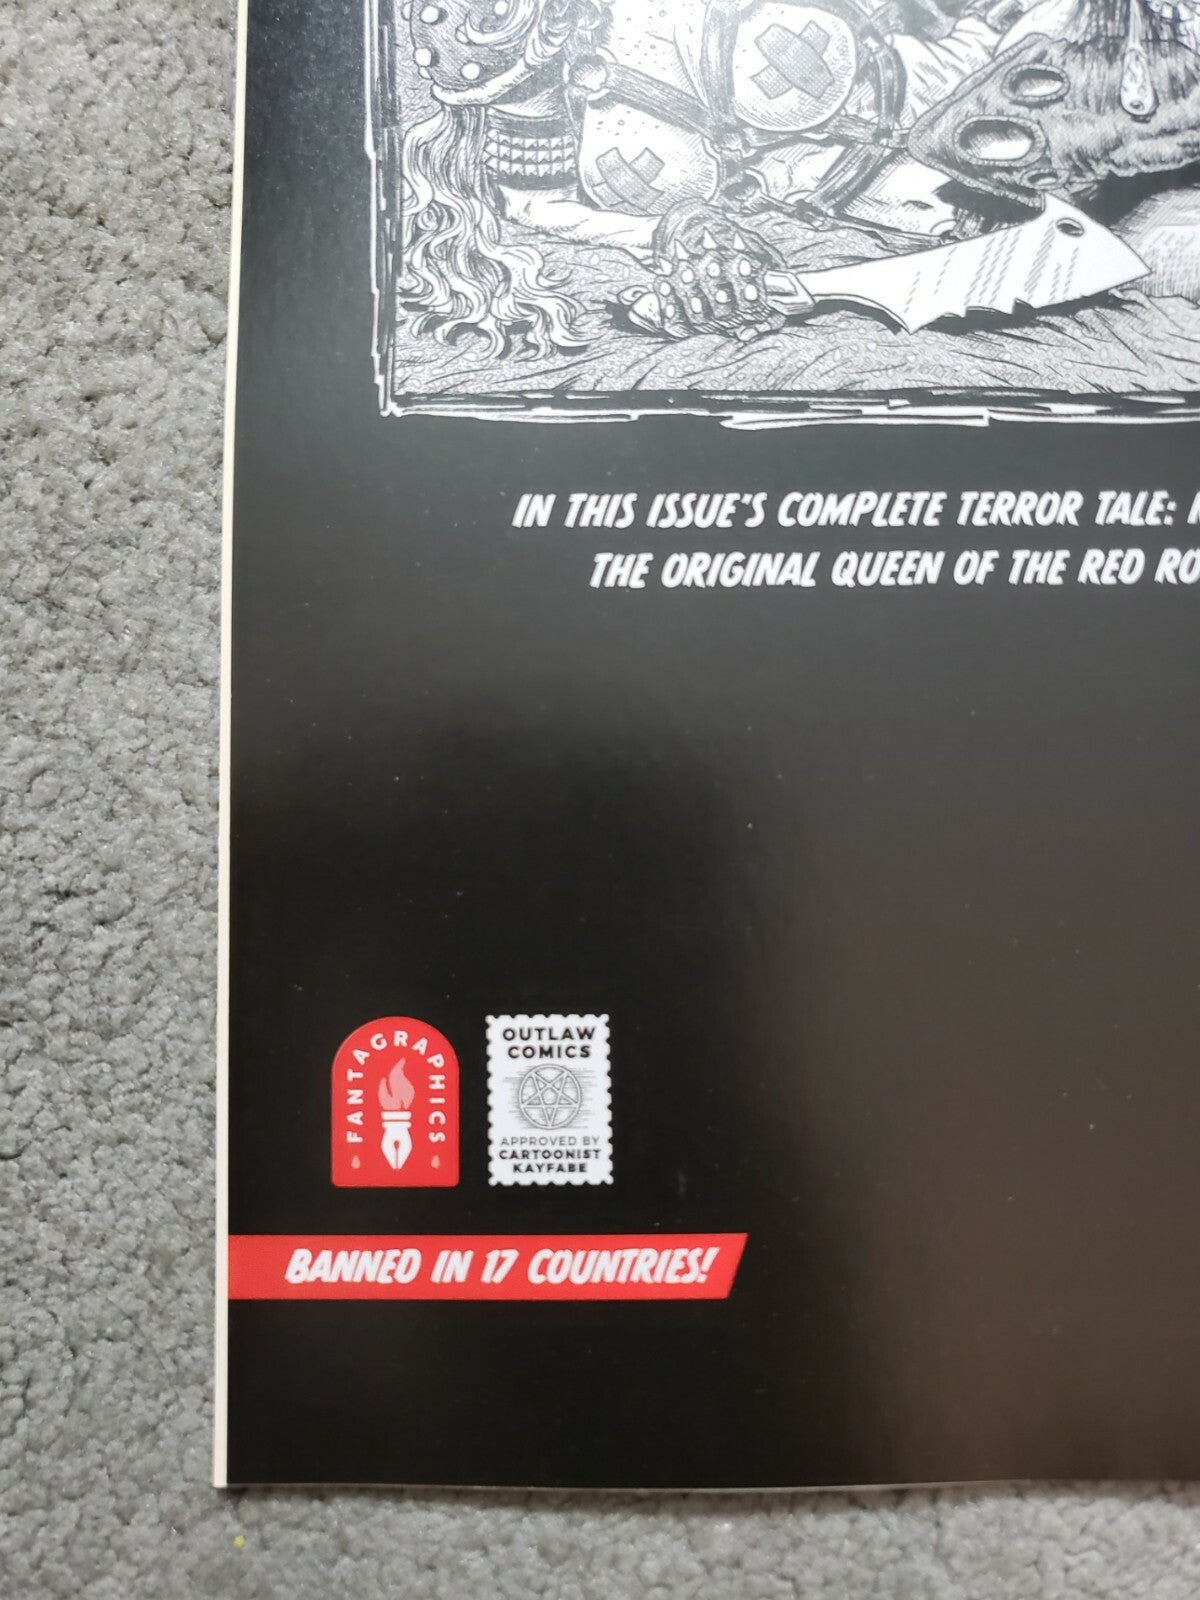 IN THIS ISSUE'S COMPLETE TERROR TALE:
THE ORIGINAL QUEEN OF THE RED
FANTAGRAPHICS
OUTLAW
COMICS
APPROVED BY
CARTOONIST
KAYFABE
BANNED IN 17 COUNTRIES!